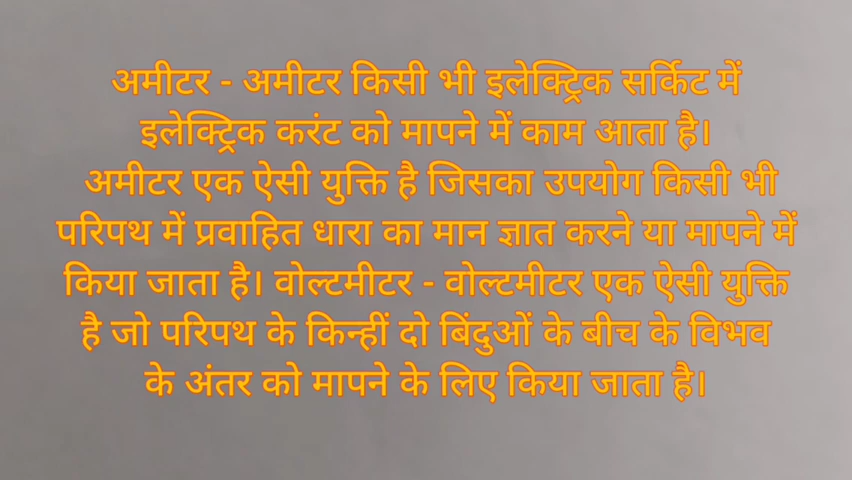 अमीटर - अमीटर किसी भी इलेक्ट्रिक सर्किट में
इलेक्ट्रिक करंट को मापने में काम आता है।
अमीटर एक ऐसी युक्ति है जिसका उपयोग किसी भी
परिपथ में प्रवाहित धारा का मान ज्ञात करने या मापने में
किया जाता है। वोल्टमीटर - वोल्टमीटर एक ऐसी युक्ति
है जो परिपथ के किन्हीं दो बिंदुओं के बीच के विभव
के अंतर को मापने के लिए किया जाता है।